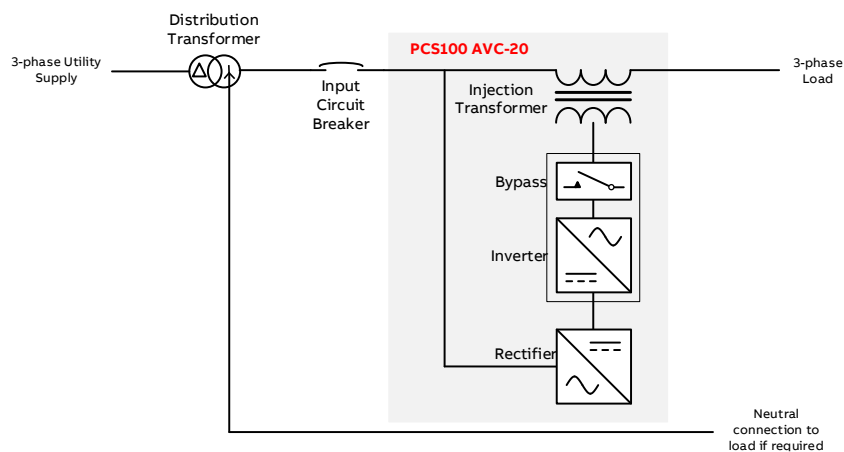 Distribution
Transformer
3-phase Utility
Supply
Input
Circuit
Breaker
PCS100 AVC-20
Injection
Transformer
3-phase
Load
Bypass
Inverter
Rectifier
Neutral
connection to
load if required